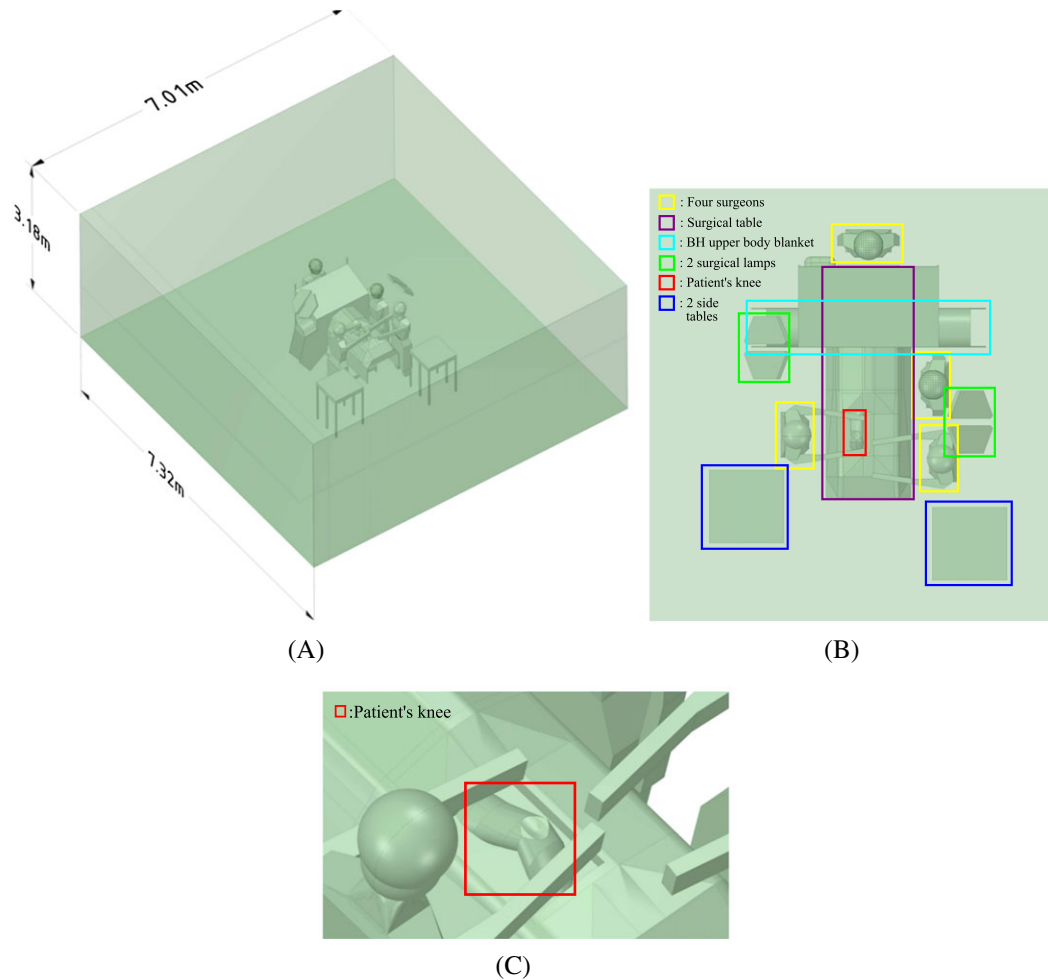 7.01m
3.18m
7.32m
(A)
: Four surgeons
: Surgical table
: BH upper body blanket
: 2 surgical lamps
: Patient's knee
: 2 side
tables
(B)
:Patient's knee
(C)